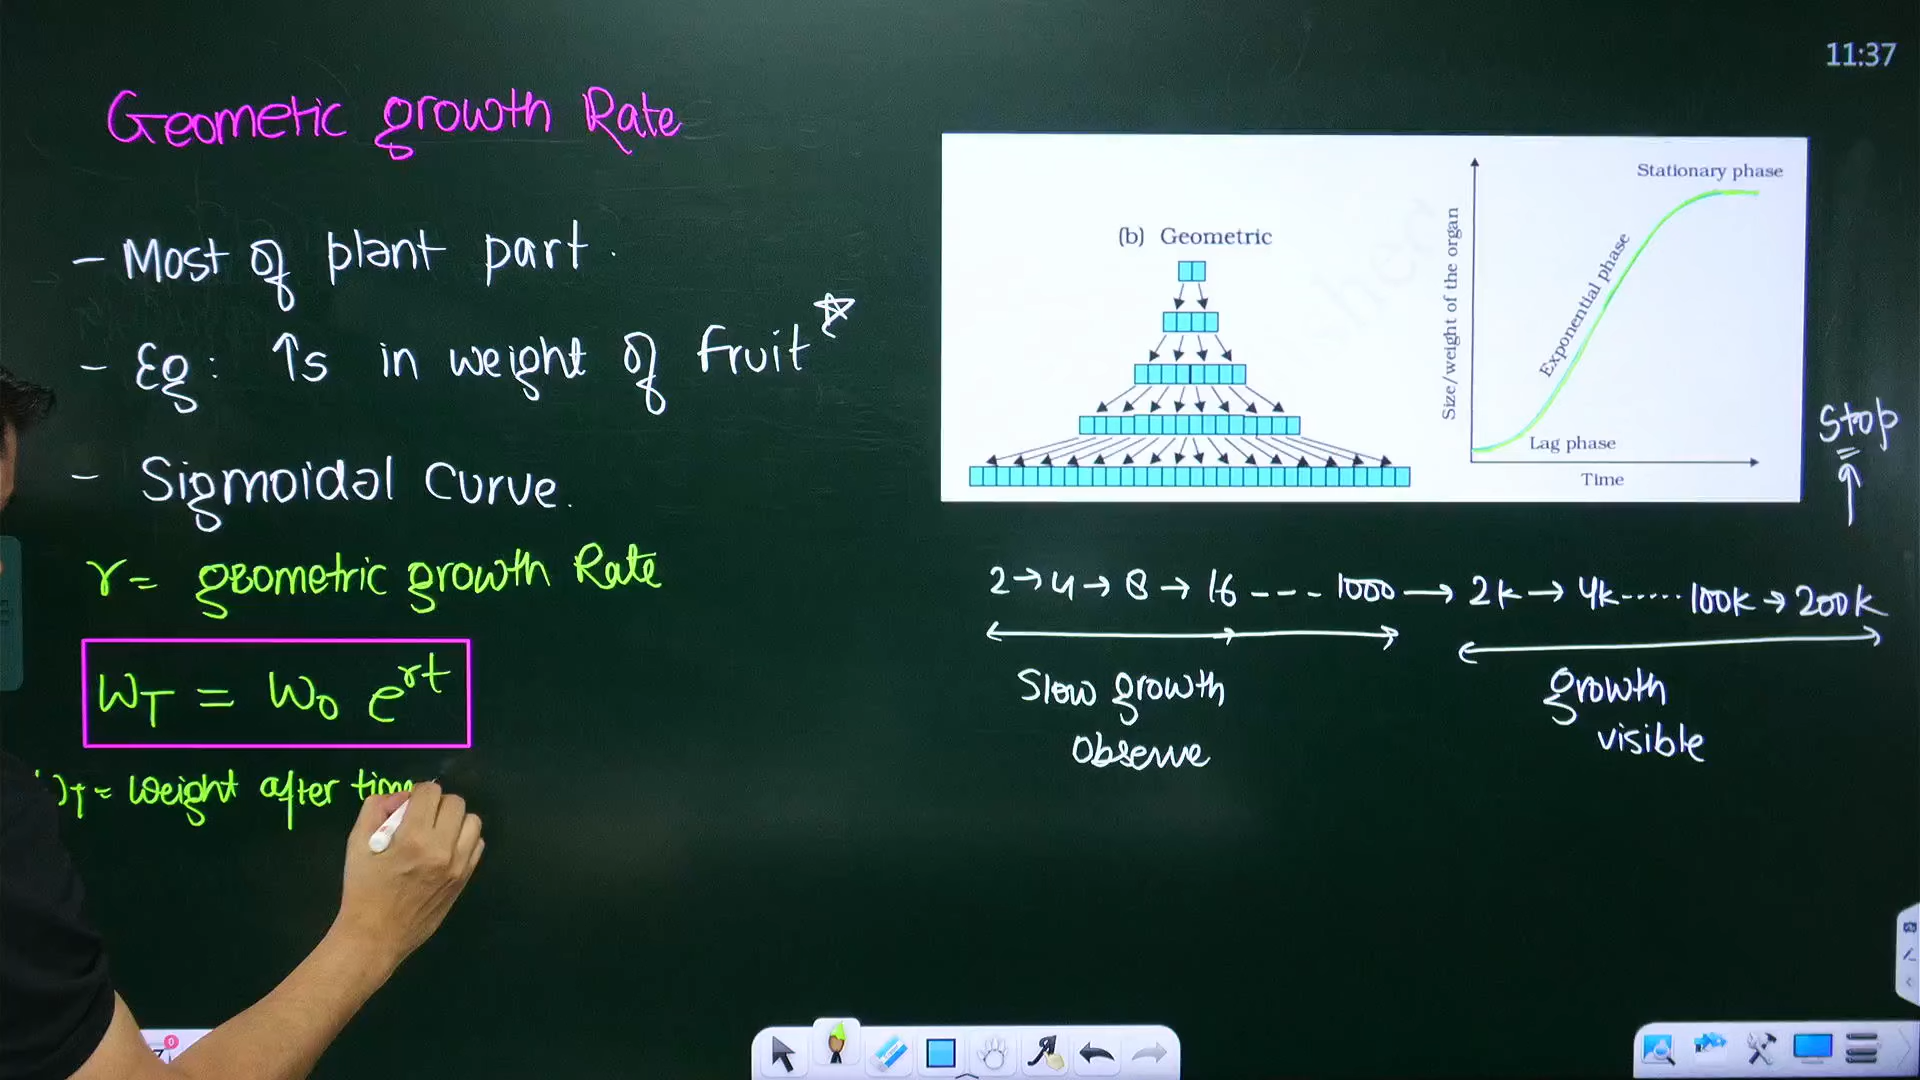 11:37
Geometic growth Rate
- Most of plant part.
- Eg: ↑s in weight of fruit
- Sigmoidal Curve.
r = geometric growth Rate
WT = W0 e^rt
T = weight after time
(b) Geometric
Size/weight of the organ
Stationary phase
Exponential phase
Lag phase
Time
Stop
2 → 4 → 8 → 16 --- 1000 → 2k → 4k ..... 100k → 200k
Slow growth
observe
growth
visible
0